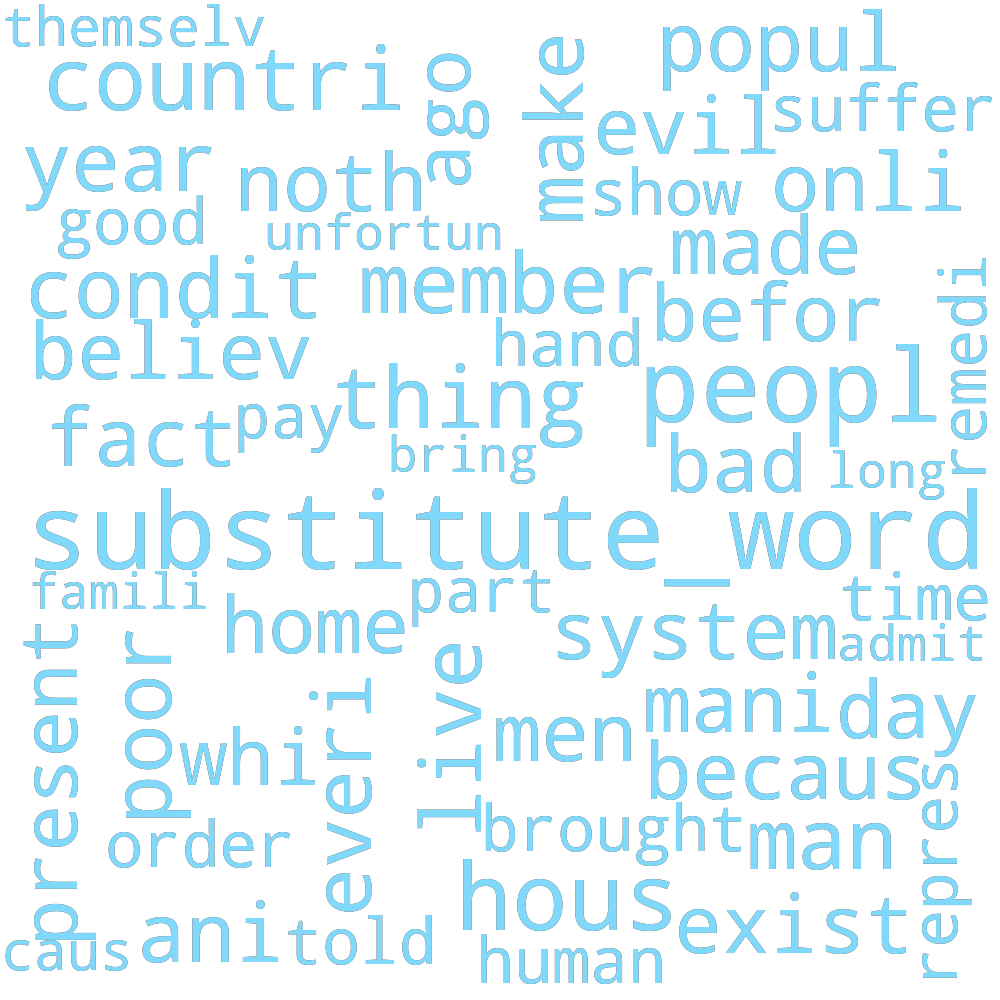 themselv
countri
ago
make
popul
evil
suffer
year
noth
show
onli
good
unfortun
made
condit
member
befor
remedi
believ
hand
thing
peopl
fact
pay
bring
bad
long
substitute_word
famili
part
time
home
system
admit
present
poor
everi
live
mani
day
whi
men
becaus
repres
order
brought
man
hous
exist
ani
told
caus
human